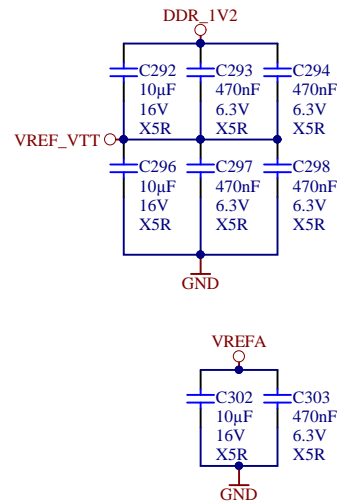 DDR_1V2
C292
10µF
16V
X5R
C293
470nF
6.3V
X5R
C294
470nF
6.3V
X5R
VREF_VTT
C296
10µF
16V
X5R
C297
470nF
6.3V
X5R
C298
470nF
6.3V
X5R
GND
VREFA
C302
10µF
16V
X5R
C303
470nF
6.3V
X5R
GND